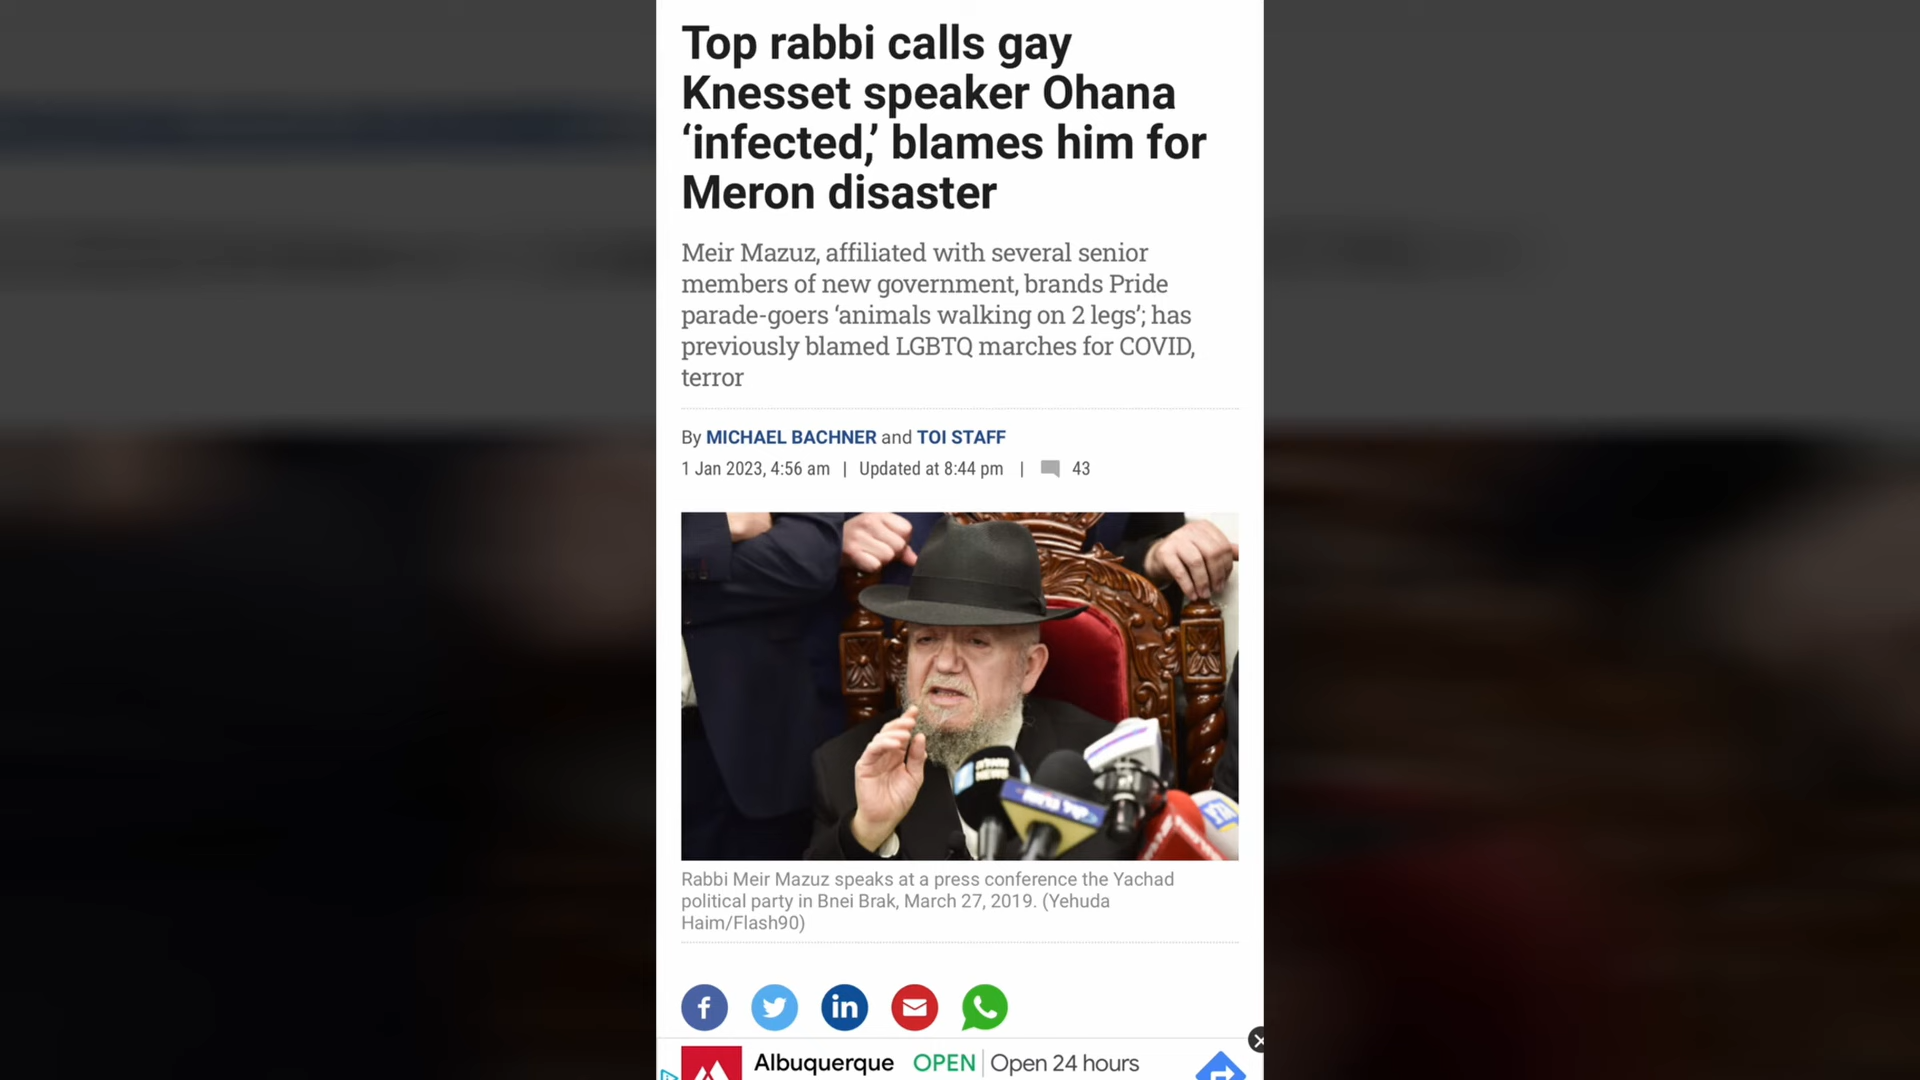 Top rabbi calls gay
Knesset speaker Ohana
‘infected,’ blames him for
Meron disaster
Meir Mazuz, affiliated with several senior
members of new government, brands Pride
parade-goers ‘animals walking on 2 legs’; has
previously blamed LGBTQ marches for COVID,
terror
By MICHAEL BACHNER and TOI STAFF
1 Jan 2023, 4:56 am | Updated at 8:44 pm | 43
NEWS
Rabbi Meir Mazuz speaks at a press conference the Yachad
political party in Bnei Brak, March 27, 2019. (Yehuda
Haim/Flash90)
f in
Albuquerque OPEN Open 24 hours